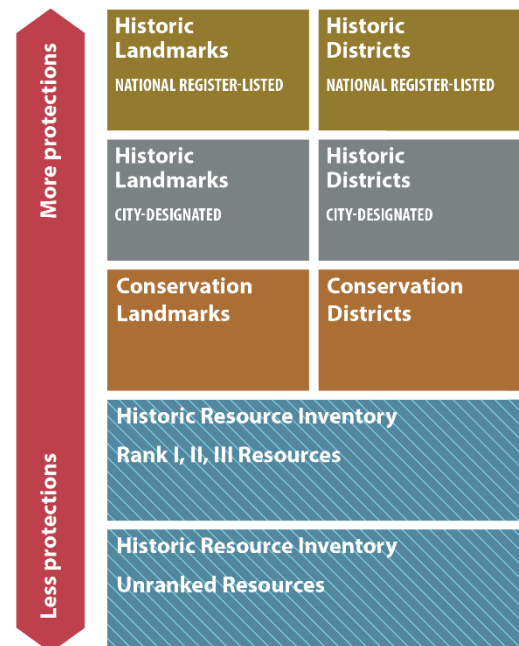 More protections
Less protections
Historic
Landmarks
NATIONAL REGISTER-LISTED
Historic
Districts
NATIONAL REGISTER-LISTED
Historic
Landmarks
CITY-DESIGNATED
Historic
Districts
CITY-DESIGNATED
Conservation
Landmarks
Conservation
Districts
Historic Resource Inventory
Rank I, II, III Resources
Historic Resource Inventory
Unranked Resources